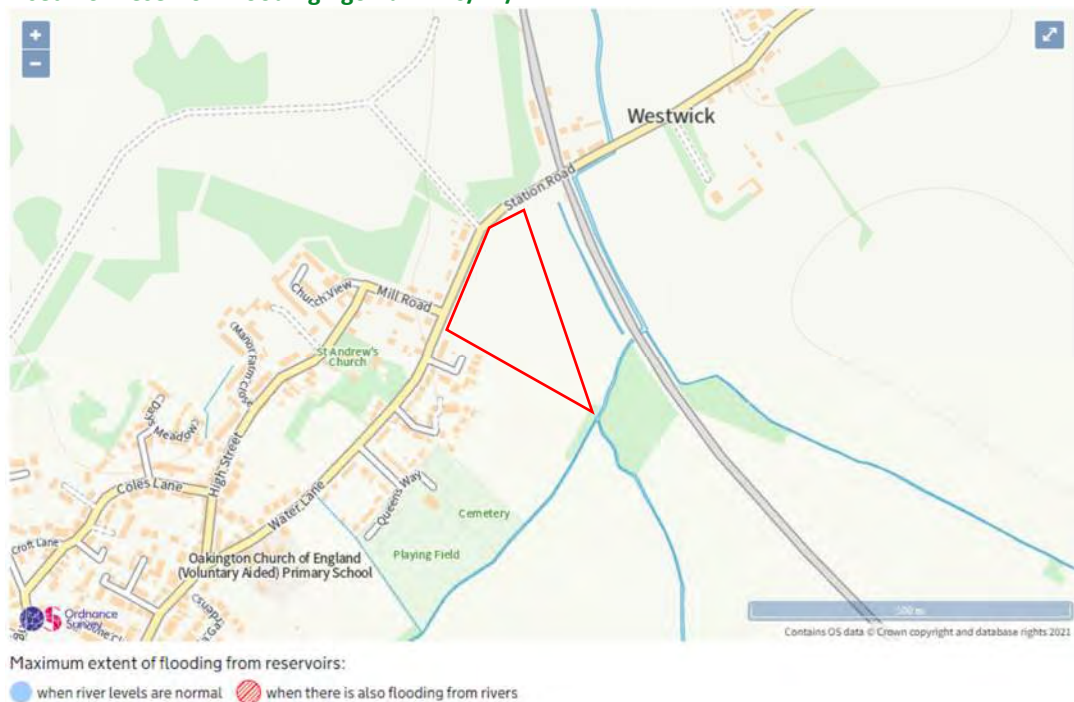 +
−
Westwick
Station Road
Mill Road
Church View
St Andrew's
Church
Manor Farm Close
Day's
Meadow
High Street
Coles Lane
Water Lane
Queens Way
Cemetery
Croft Lane
Playing Field
Oakington Church of England
(Voluntary Aided) Primary School
Ordnance
Survey
500 m
Contains OS data © Crown copyright and database rights 2021
Maximum extent of flooding from reservoirs:
when river levels are normal when there is also flooding from rivers